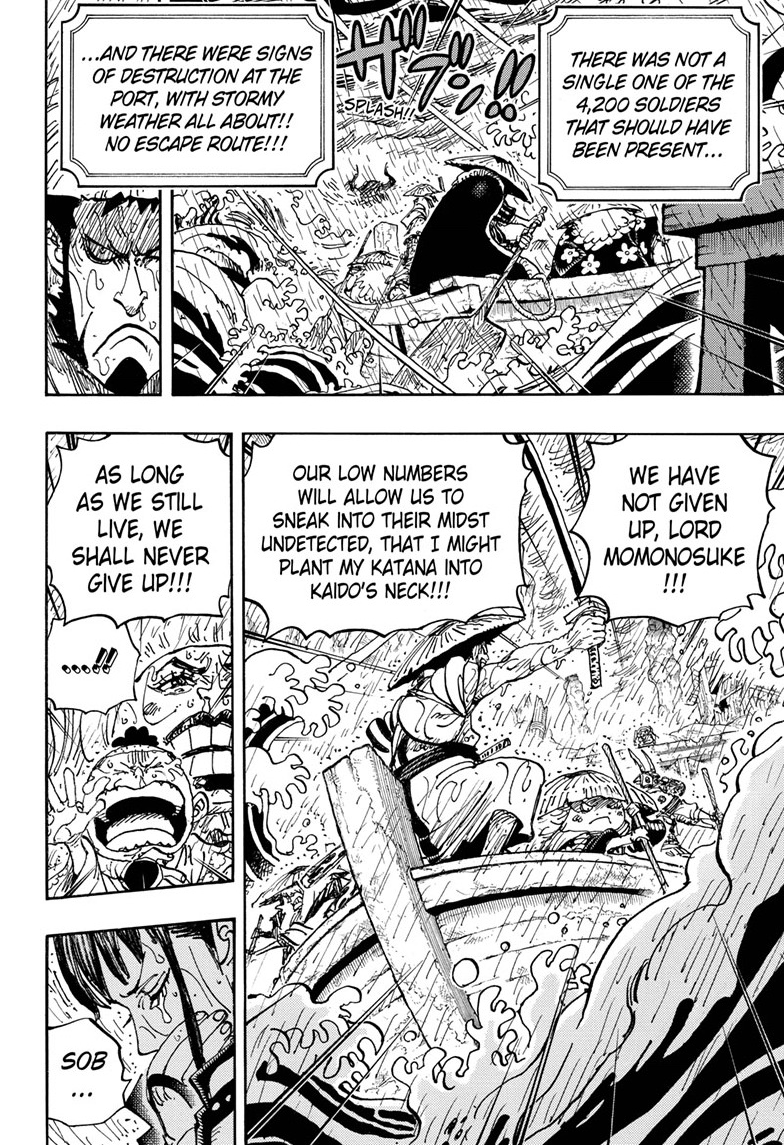 THERE WAS NOT A
SINGLE ONE OF THE
4,200 SOLDIERS
THAT SHOULD HAVE
BEEN PRESENT...
ザブン!!
SPLASH!!
...AND THERE WERE SIGNS
OF DESTRUCTION AT THE
PORT, WITH STORMY
WEATHER ALL ABOUT!!
NO ESCAPE ROUTE!!!
WE HAVE
NOT GIVEN
UP, LORD
MOMONOSUKE
!!!
OUR LOW NUMBERS
WILL ALLOW US TO
SNEAK INTO THEIR MIDST
UNDETECTED, THAT I MIGHT
PLANT MY KATANA INTO
KAIDO'S NECK!!!
AS LONG
AS WE STILL
LIVE, WE
SHALL NEVER
GIVE UP!!!
...!!
SOB
...